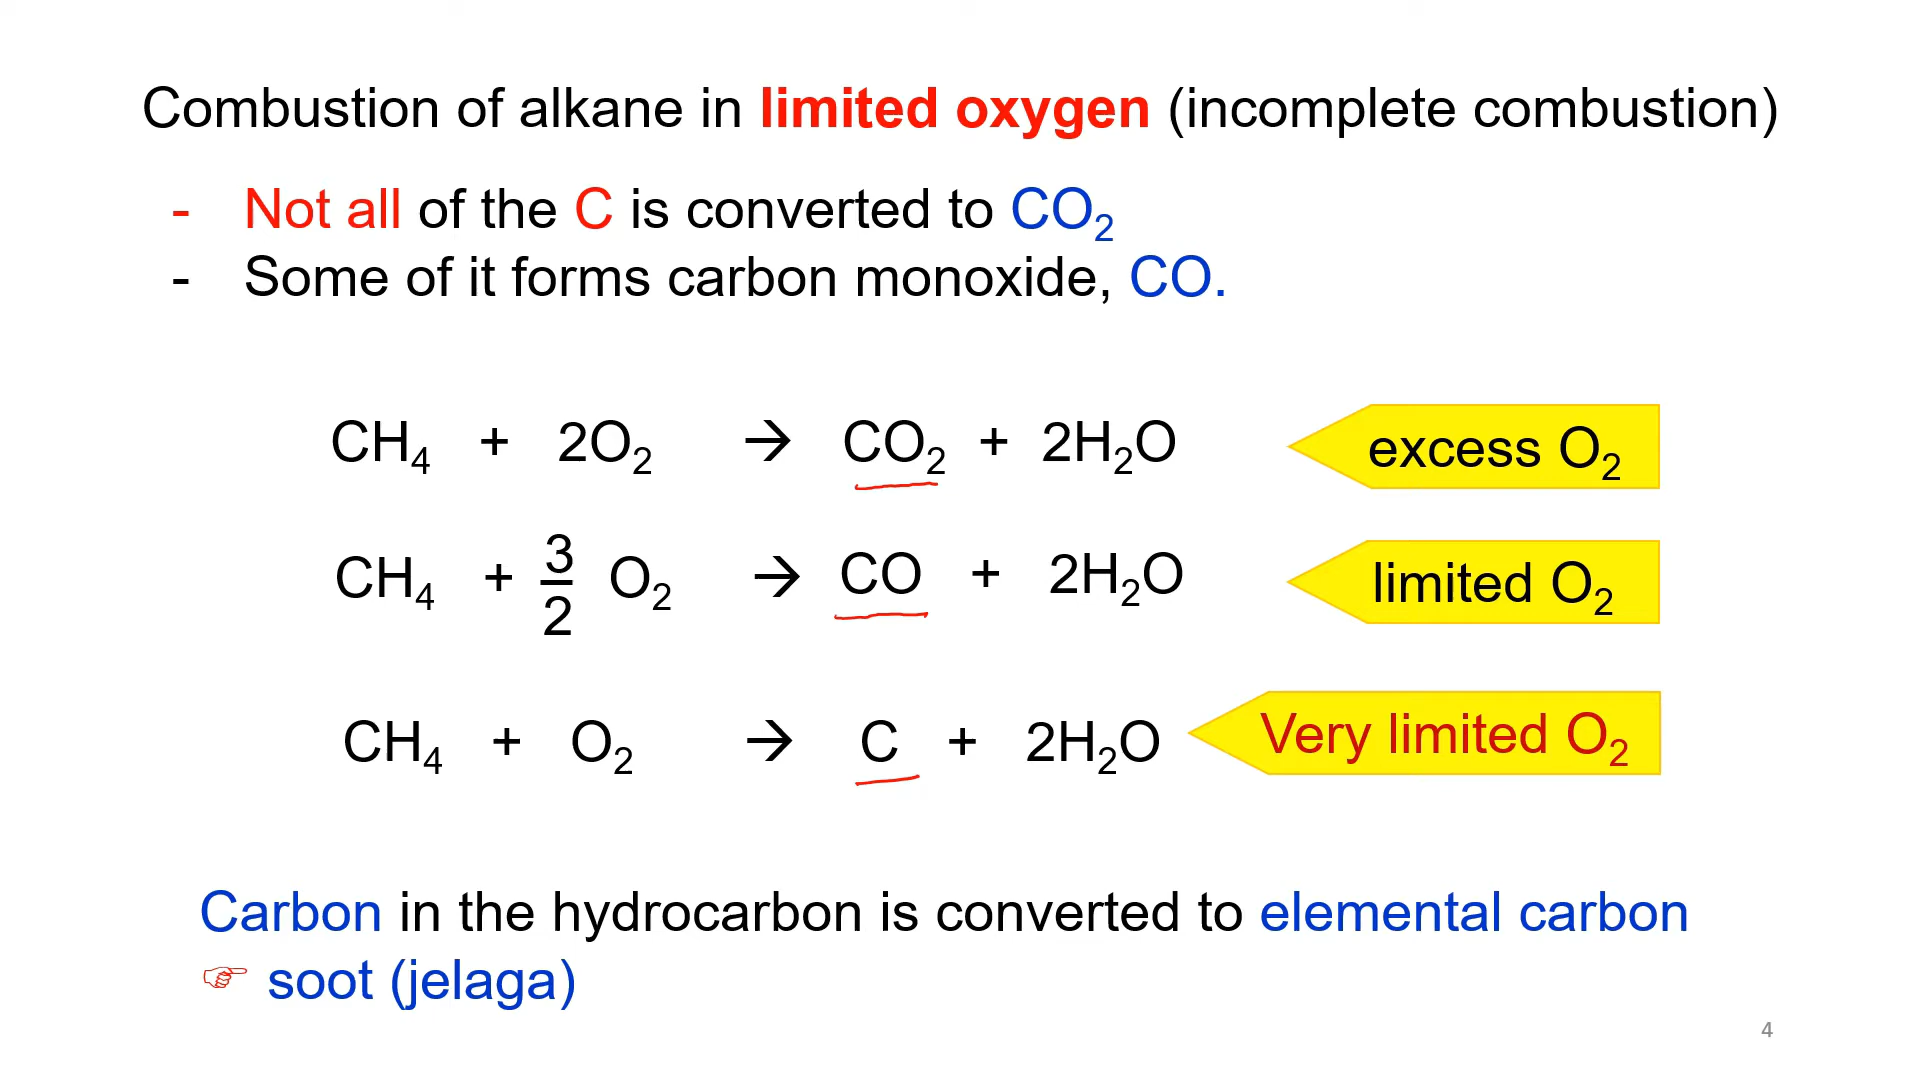 Combustion of alkane in limited oxygen (incomplete combustion)
- Not all of the C is converted to CO₂
- Some of it forms carbon monoxide, CO.
CH₄ + 2O₂ → CO₂ + 2H₂O excess O₂
CH₄ + 3/2 O₂ → CO + 2H₂O limited O₂
CH₄ + O₂ → C + 2H₂O Very limited O₂
Carbon in the hydrocarbon is converted to elemental carbon
☞ soot (jelaga)
4